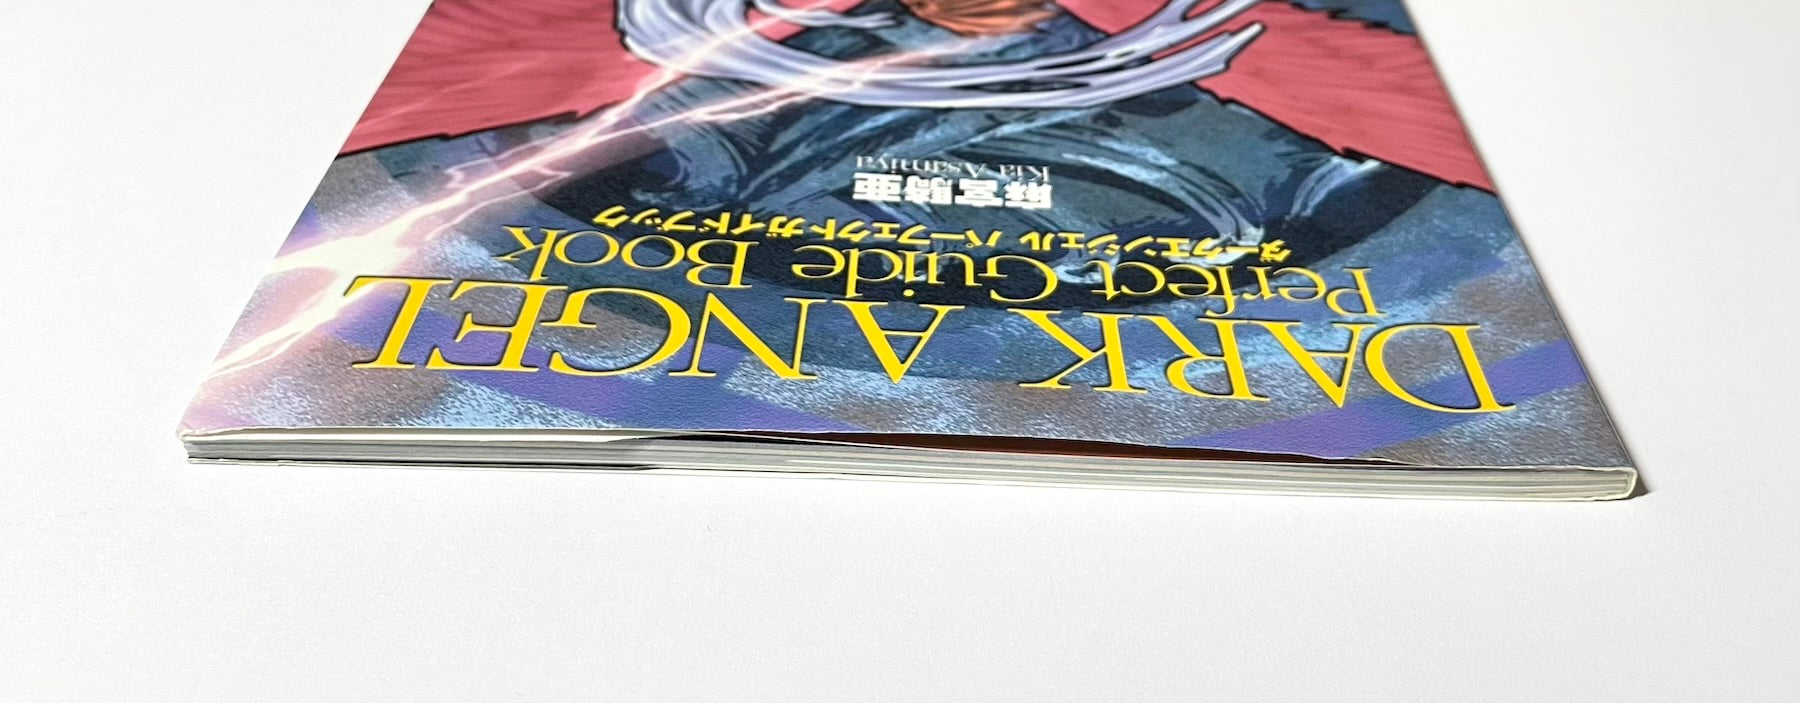 DARK ANGEL
Perfect Guide Book
ダークエンジェル パーフェクトガイドブック
麻宮騎亜
Kia Asamiya